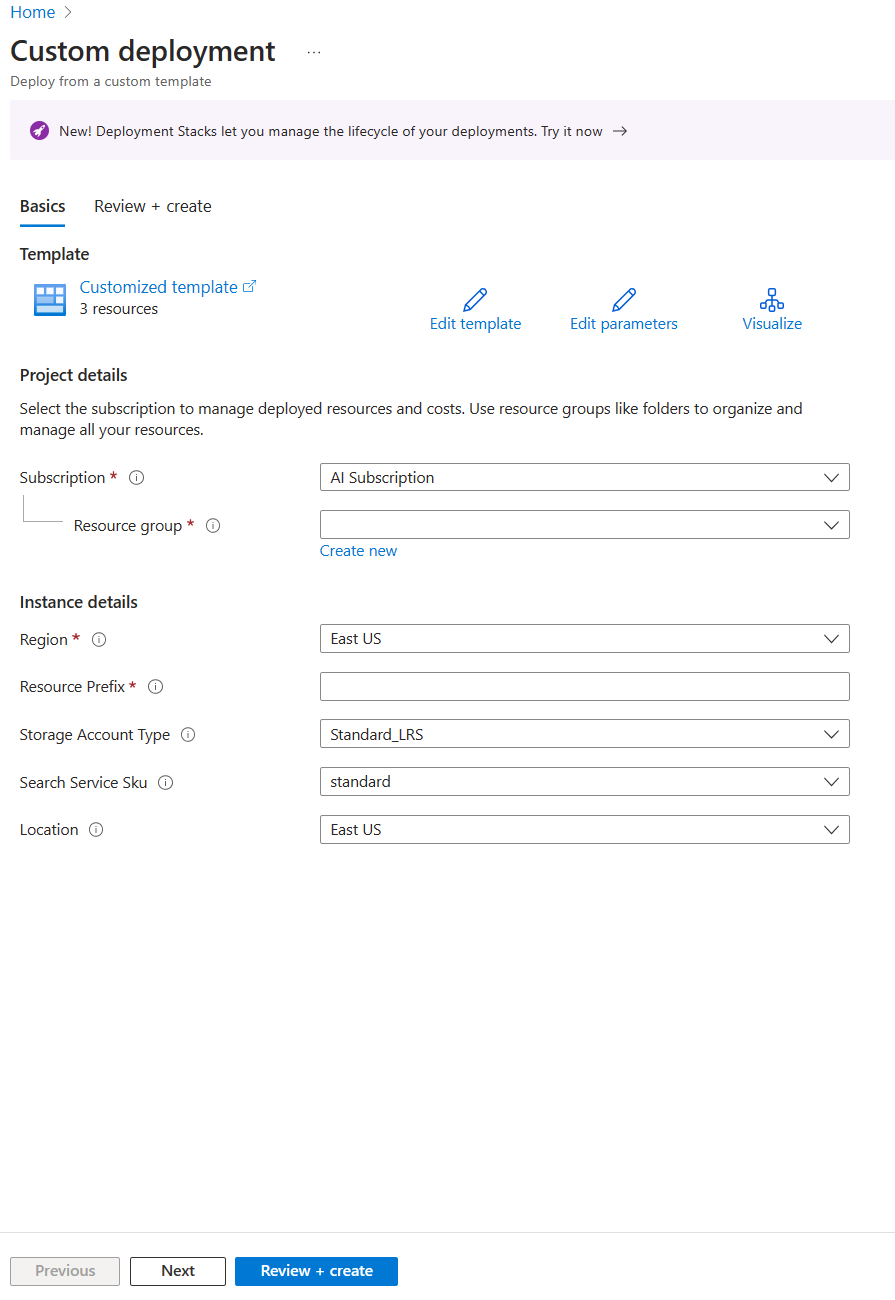 Home
Custom deployment ...
Deploy from a custom template
New! Deployment Stacks let you manage the lifecycle of your deployments. Try it now →
Basics Review + create
Template
Customized template
3 resources
Edit template Edit parameters Visualize
Project details
Select the subscription to manage deployed resources and costs. Use resource groups like folders to organize and
manage all your resources.
Subscription * AI Subscription
Resource group *
Create new
Instance details
Region * East US
Resource Prefix *
Storage Account Type Standard_LRS
Search Service Sku standard
Location East US
Previous Next Review + create